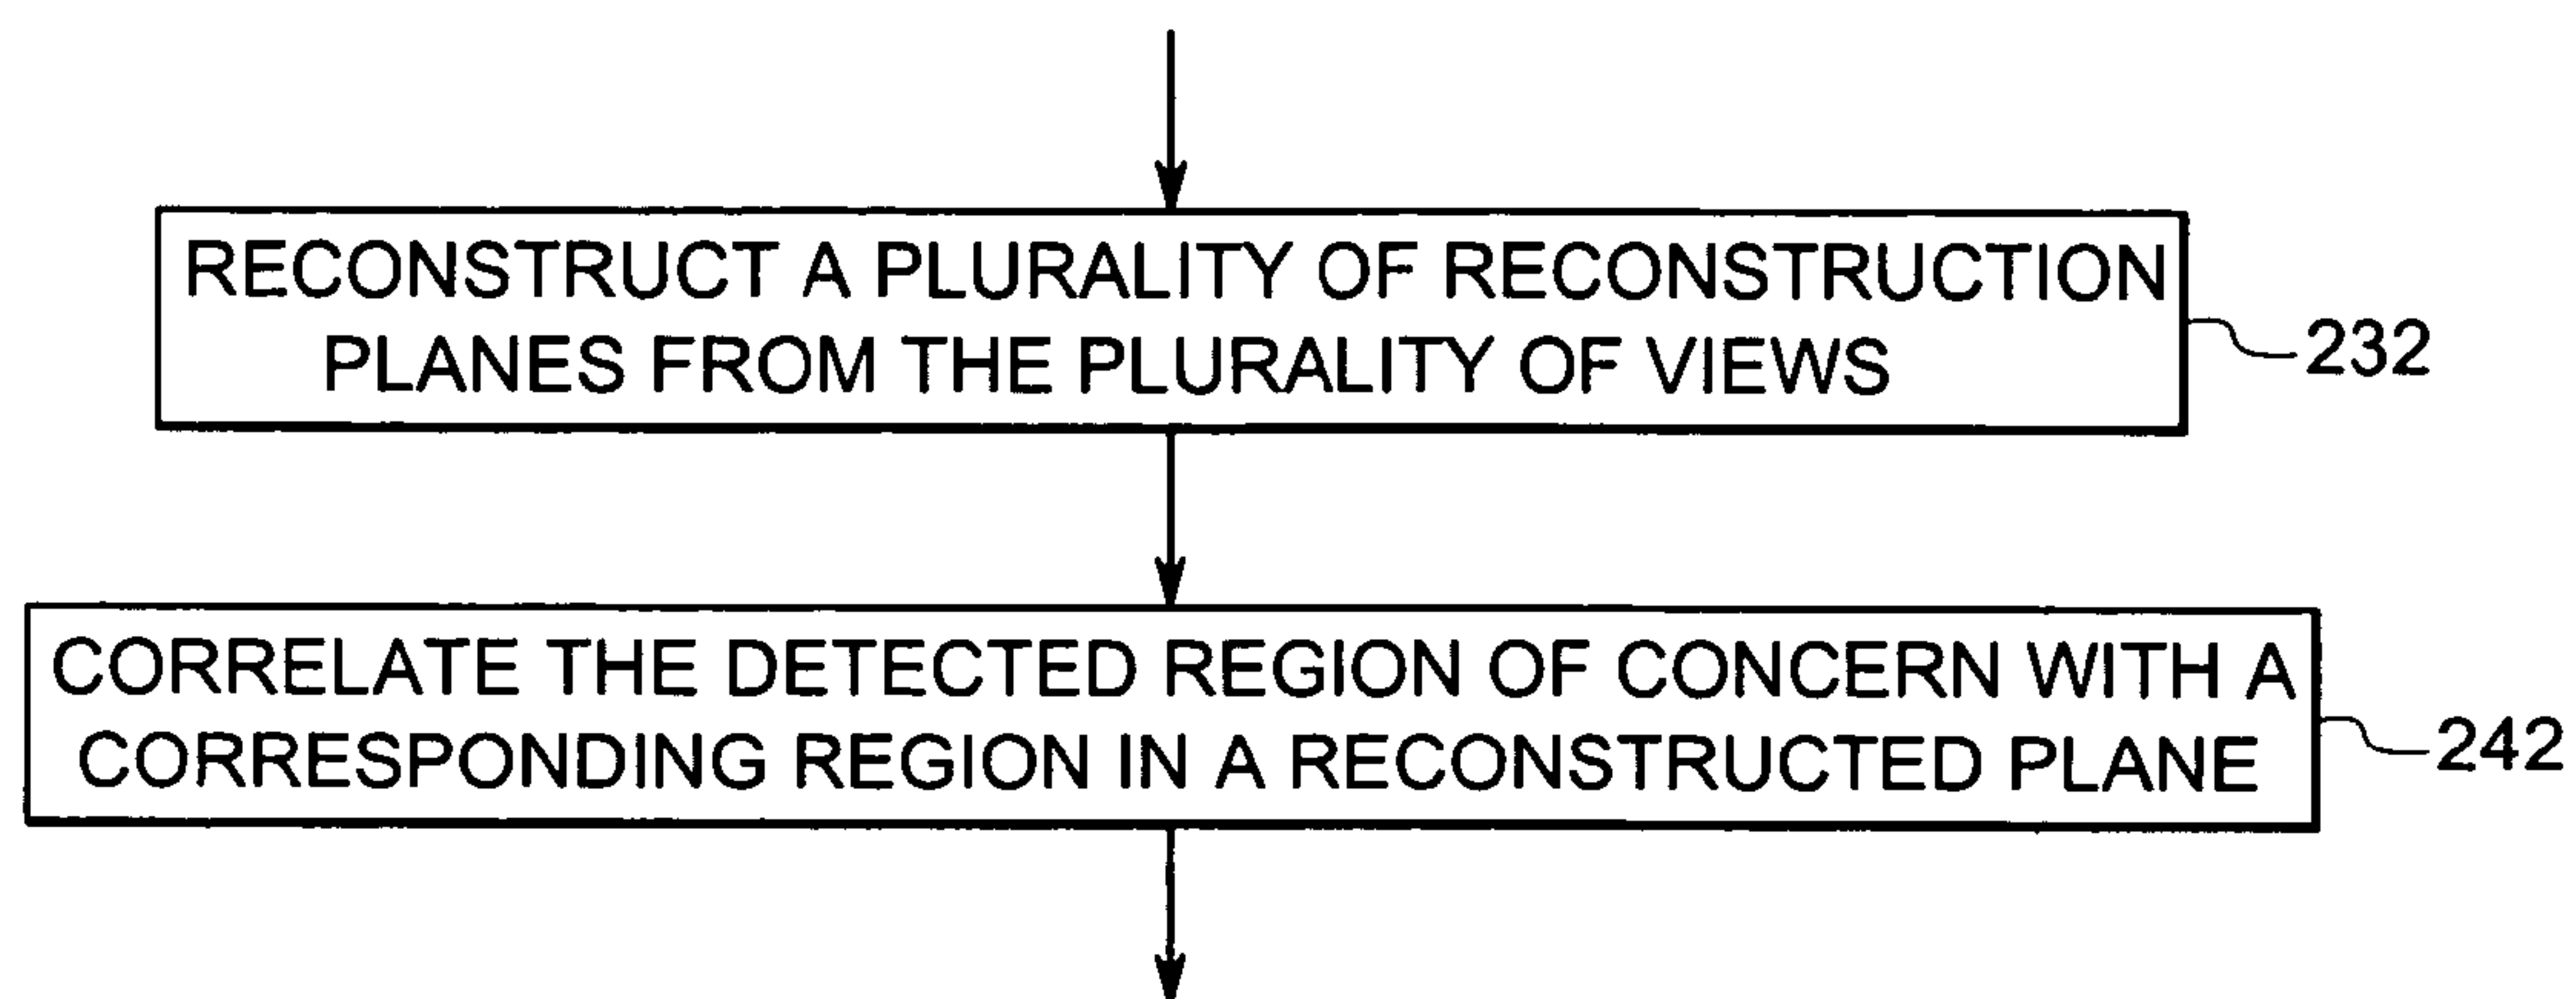 RECONSTRUCT A PLURALITY OF RECONSTRUCTION
PLANES FROM THE PLURALITY OF VIEWS
232
CORRELATE THE DETECTED REGION OF CONCERN WITH A
CORRESPONDING REGION IN A RECONSTRUCTED PLANE
242